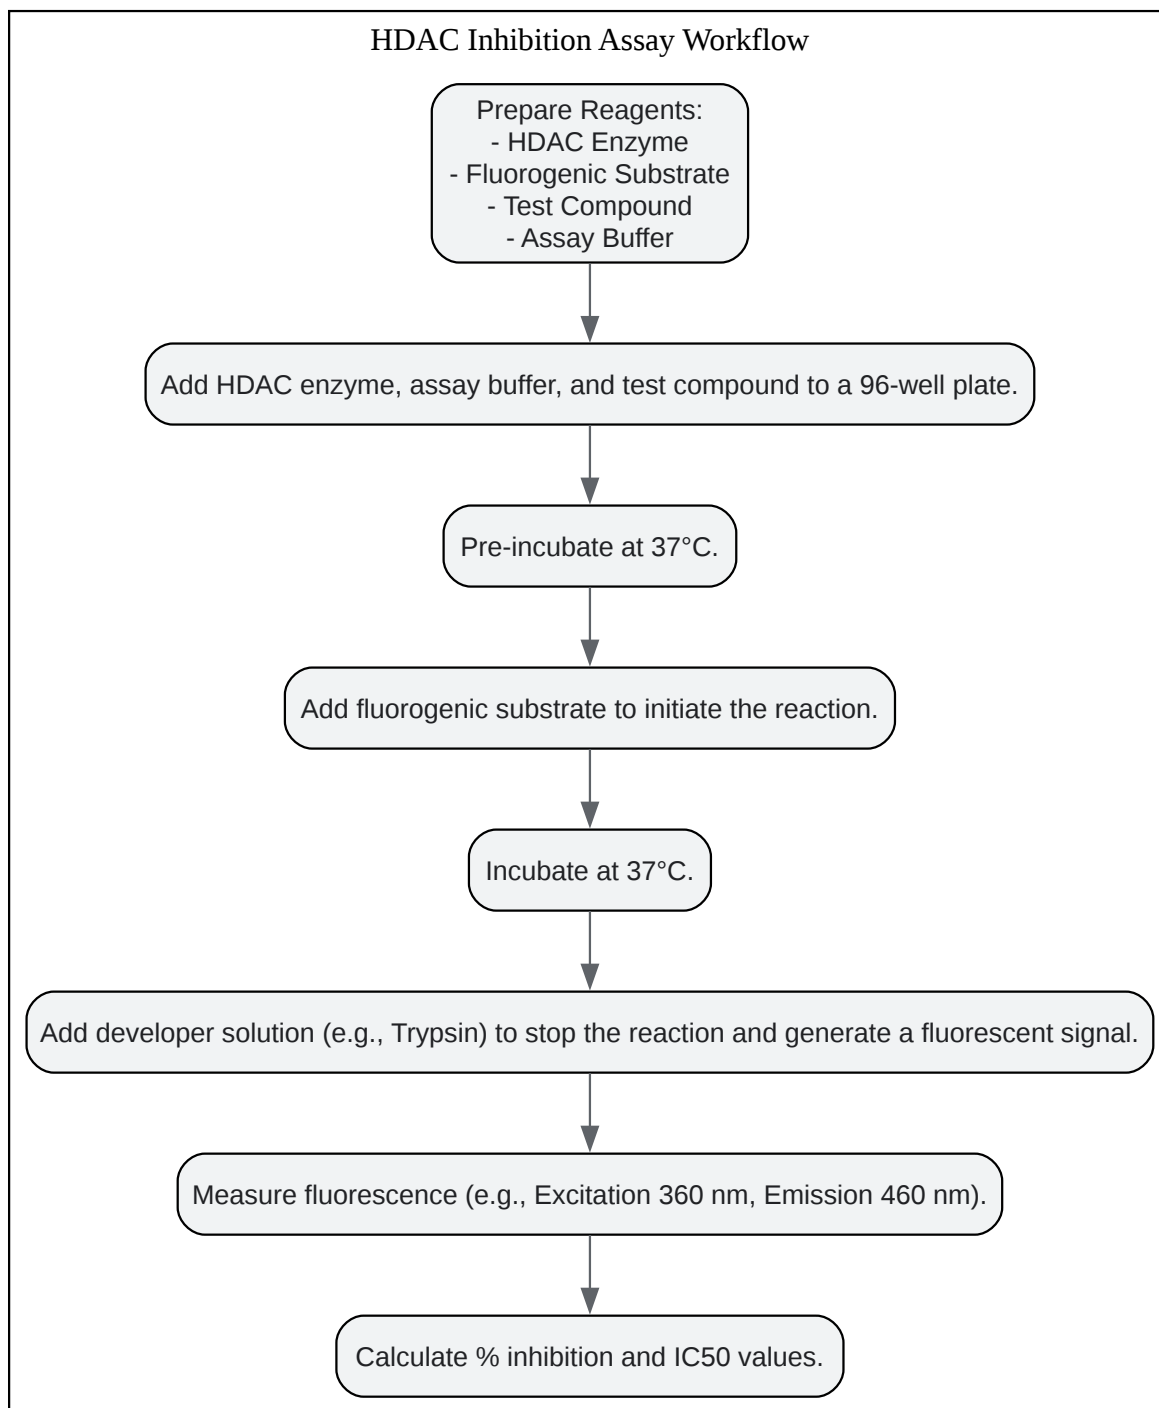 HDAC Inhibition Assay Workflow
Prepare Reagents:
- HDAC Enzyme
- Fluorogenic Substrate
- Test Compound
- Assay Buffer
Add HDAC enzyme, assay buffer, and test compound to a 96-well plate.
Pre-incubate at 37°C.
Add fluorogenic substrate to initiate the reaction.
Incubate at 37°C.
Add developer solution (e.g., Trypsin) to stop the reaction and generate a fluorescent signal.
Measure fluorescence (e.g., Excitation 360 nm, Emission 460 nm).
Calculate % inhibition and IC50 values.